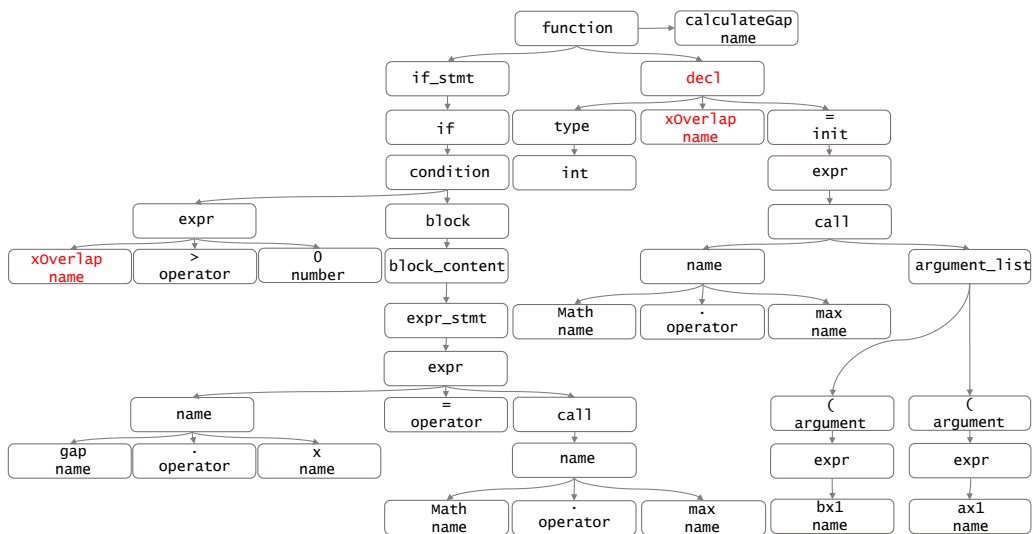 function
calculateGap
name
if_stmt
decl
if
type
xOverlap
name
=
init
condition
int
expr
expr
block
call
xOverlap
name
>
operator
0
number
block_content
name
argument_list
expr_stmt
Math
name
.
operator
max
name
expr
name
=
operator
call
(
argument
(
argument
gap
name
.
operator
x
name
name
expr
expr
Math
name
.
operator
max
name
bx1
name
ax1
name